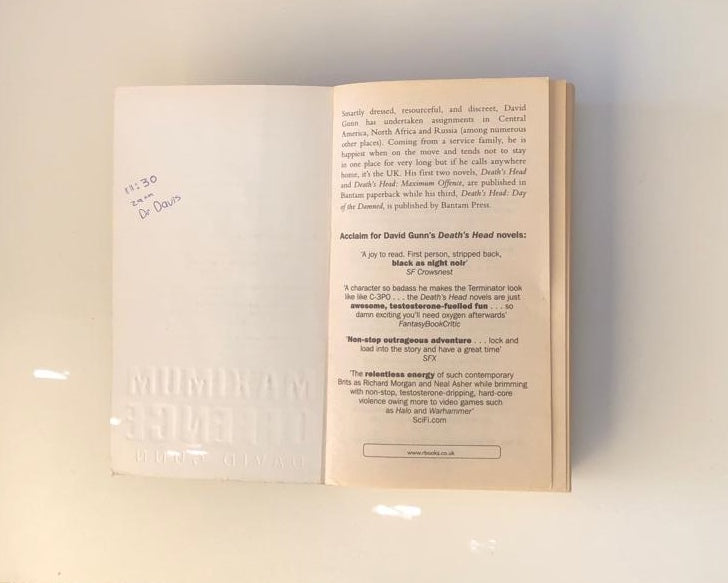 11:30
Dr Davis
MAXIMUM
OFFENCE
DAVID GUNN
Smartly dressed, resourceful, and discreet, David
Gunn has undertaken assignments in Central
America, North Africa and Russia (among numerous
other places). Coming from a service family, he is
happiest when on the move and tends not to stay
in one place for very long but if he calls anywhere
home, it's the UK. His first two novels, Death's Head
and Death's Head: Maximum Offence, are published in
Bantam paperback while his third, Death's Head: Day
of the Damned, is published by Bantam Press.
Acclaim for David Gunn's Death's Head novels:
'A joy to read. First person, stripped back,
black as night noir'
SF Crowsnest
'A character so badass he makes the Terminator look
like like C-3PO . . . the Death's Head novels are just
awesome, testosterone-fuelled fun . . . so
damn exciting you'll need oxygen afterwards'
FantasyBookCritic
'Non-stop outrageous adventure . . . lock and
load into the story and have a great time'
SFX
'The relentless energy of such contemporary
Brits as Richard Morgan and Neal Asher while brimming
with non-stop, testosterone-dripping, hard-core
violence owing more to video games such
as Halo and Warhammer'
SciFi.com
www.rbooks.co.uk